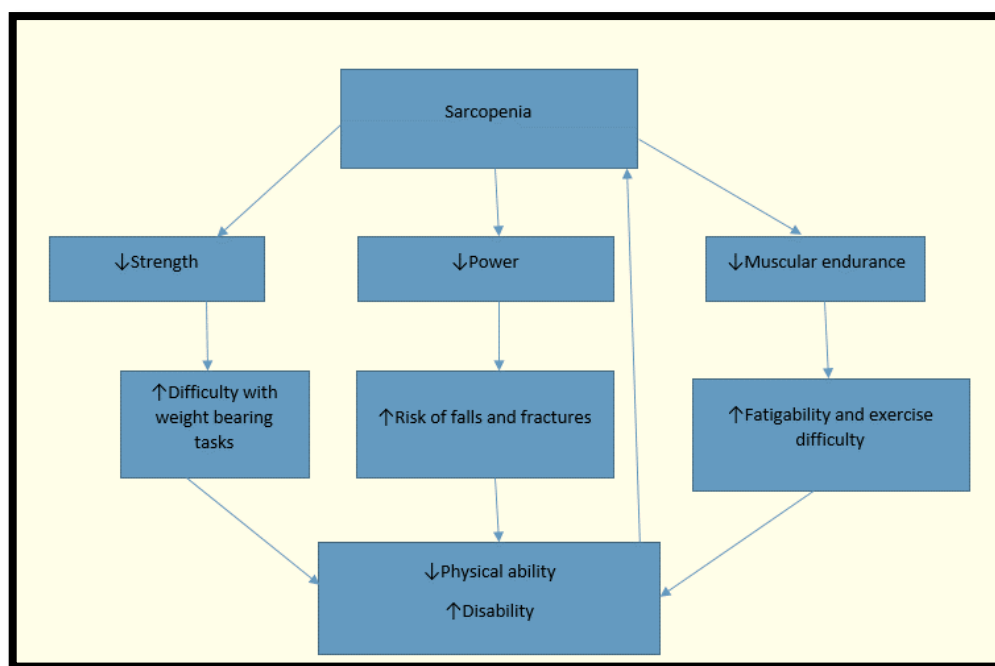 Sarcopenia
↓Strength
↓Power
↓Muscular endurance
↑Difficulty with
weight bearing
tasks
↑Risk of falls and fractures
↑Fatigability and exercise
difficulty
↓Physical ability
↑Disability